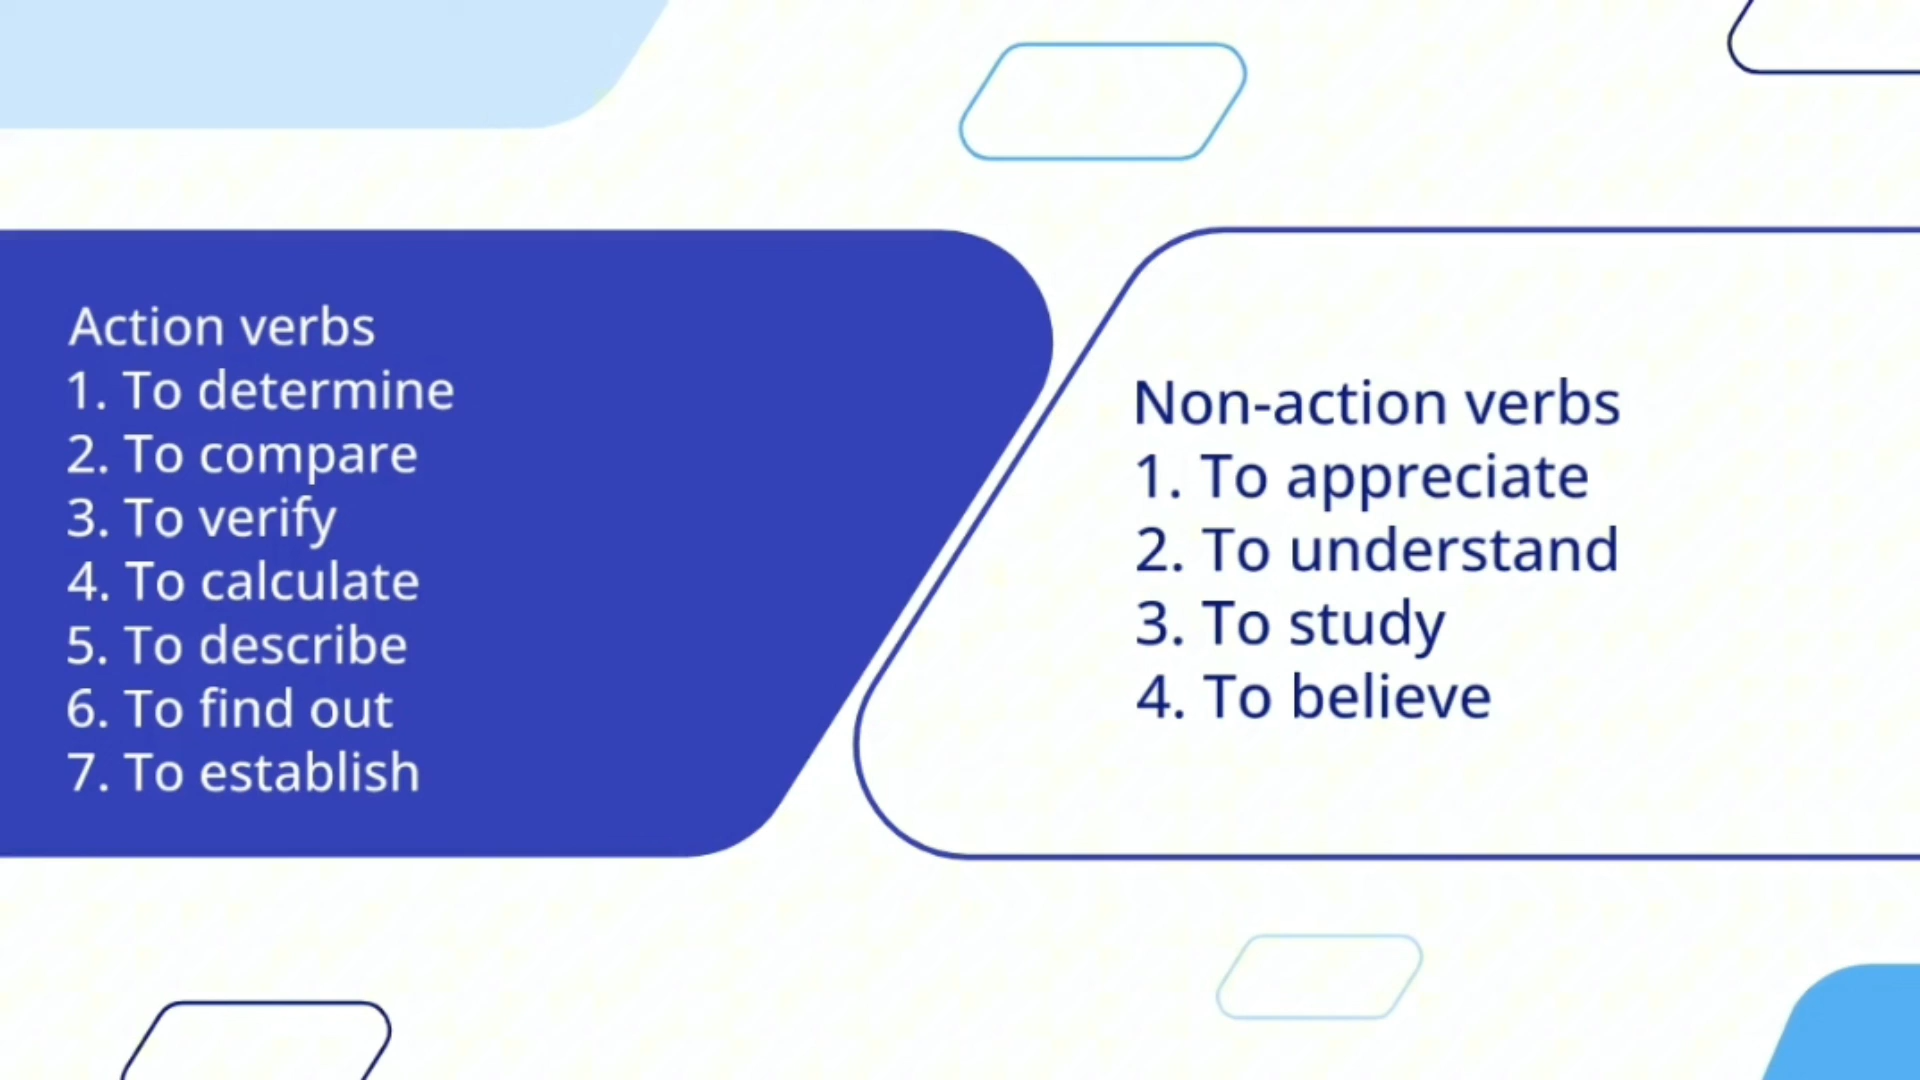 Action verbs
1. To determine
2. To compare
3. To verify
4. To calculate
5. To describe
6. To find out
7. To establish
Non-action verbs
1. To appreciate
2. To understand
3. To study
4. To believe